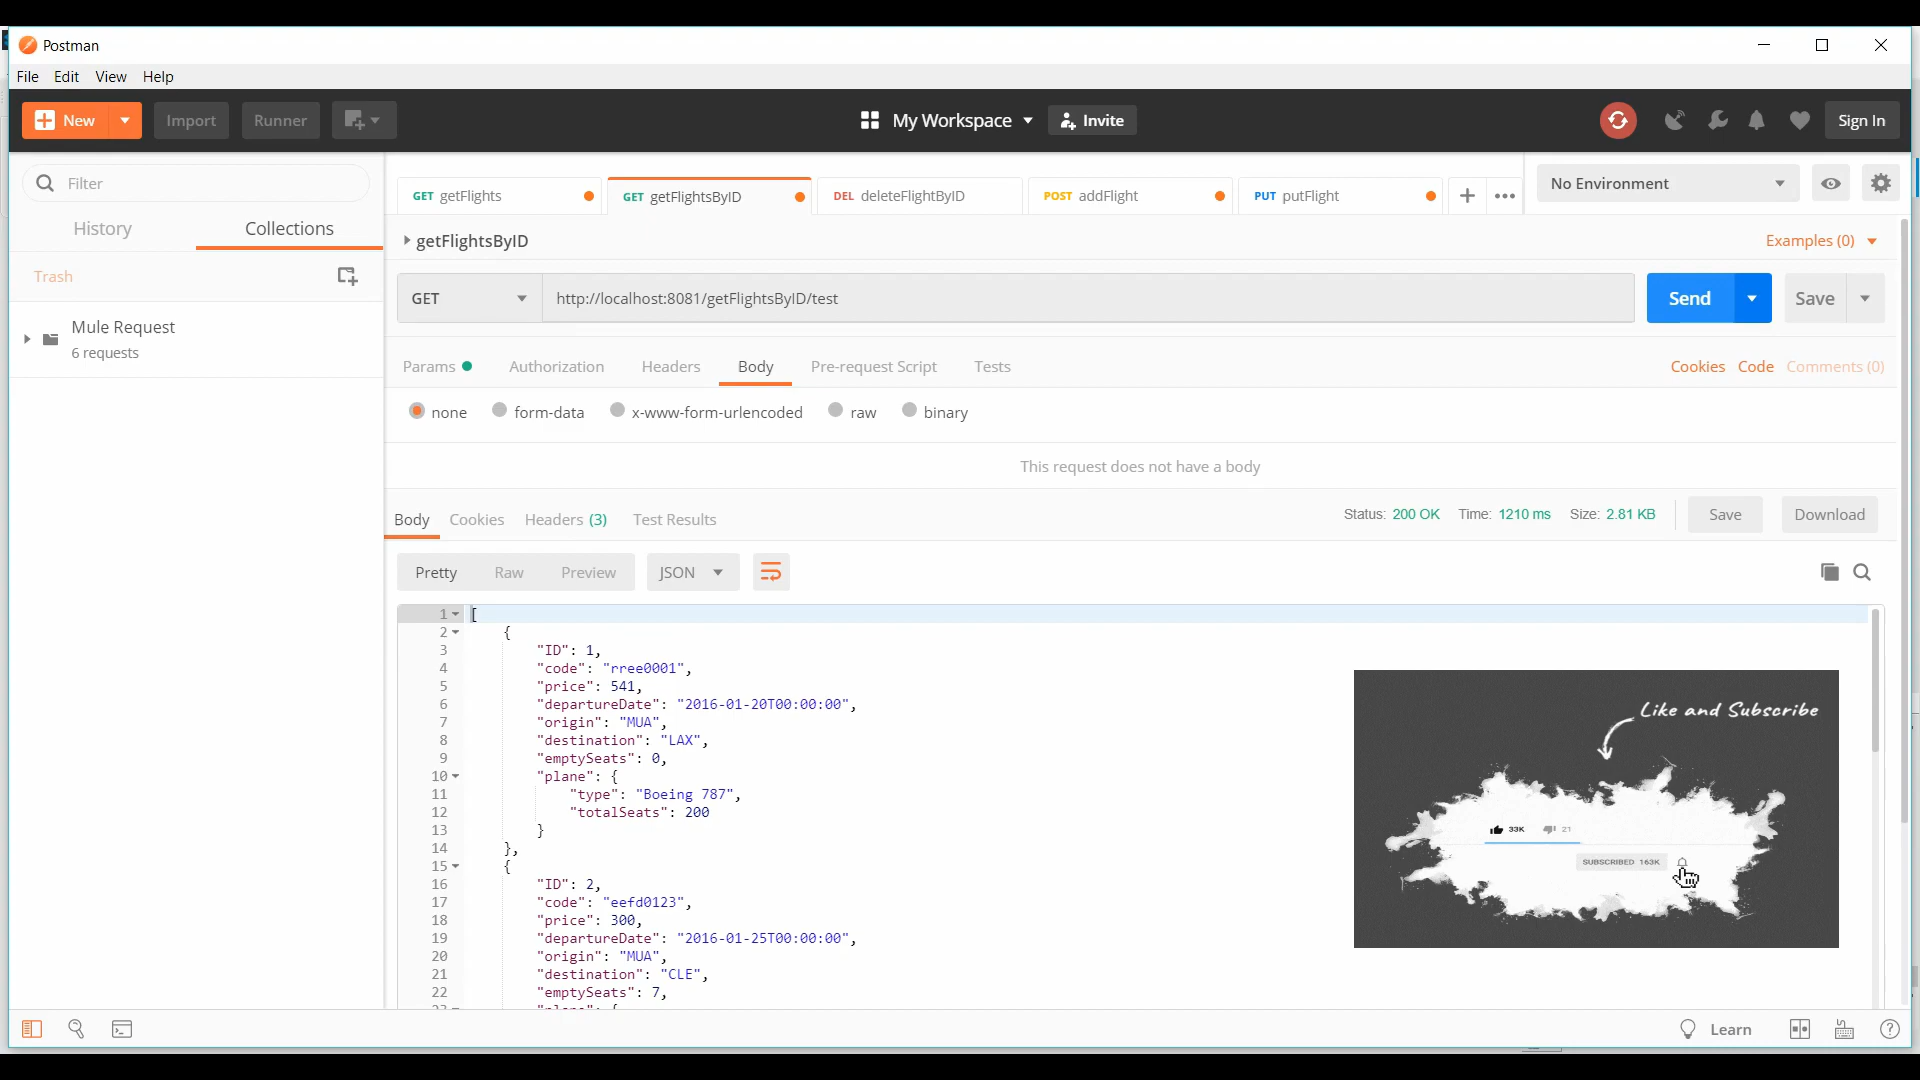 Postman
File Edit View Help
New Import Runner My Workspace Invite Sign In
Filter
History Collections
Trash
Mule Request
6 requests
GET getFlights GET getFlightsByID DEL deleteFlightByID POST addFlight PUT putFlight No Environment
getFlightsByID Examples (0)
GET http://localhost:8081/getFlightsByID/test Send Save
Params Authorization Headers Body Pre-request Script Tests Cookies Code Comments (0)
none form-data x-www-form-urlencoded raw binary
This request does not have a body
Body Cookies Headers (3) Test Results Status: 200 OK Time: 1210 ms Size: 2.81 KB Save Download
Pretty Raw Preview JSON
1 [
2 {
3 "ID": 1,
4 "code": "rree0001",
5 "price": 541,
6 "departureDate": "2016-01-20T00:00:00",
7 "origin": "MUA",
8 "destination": "LAX",
9 "emptySeats": 0,
10 "plane": {
11 "type": "Boeing 787",
12 "totalSeats": 200
13 }
14 },
15 {
16 "ID": 2,
17 "code": "eefd0123",
18 "price": 300,
19 "departureDate": "2016-01-25T00:00:00",
20 "origin": "MUA",
21 "destination": "CLE",
22 "emptySeats": 7,
Like and Subscribe
33K 21
SUBSCRIBED 163K
Learn